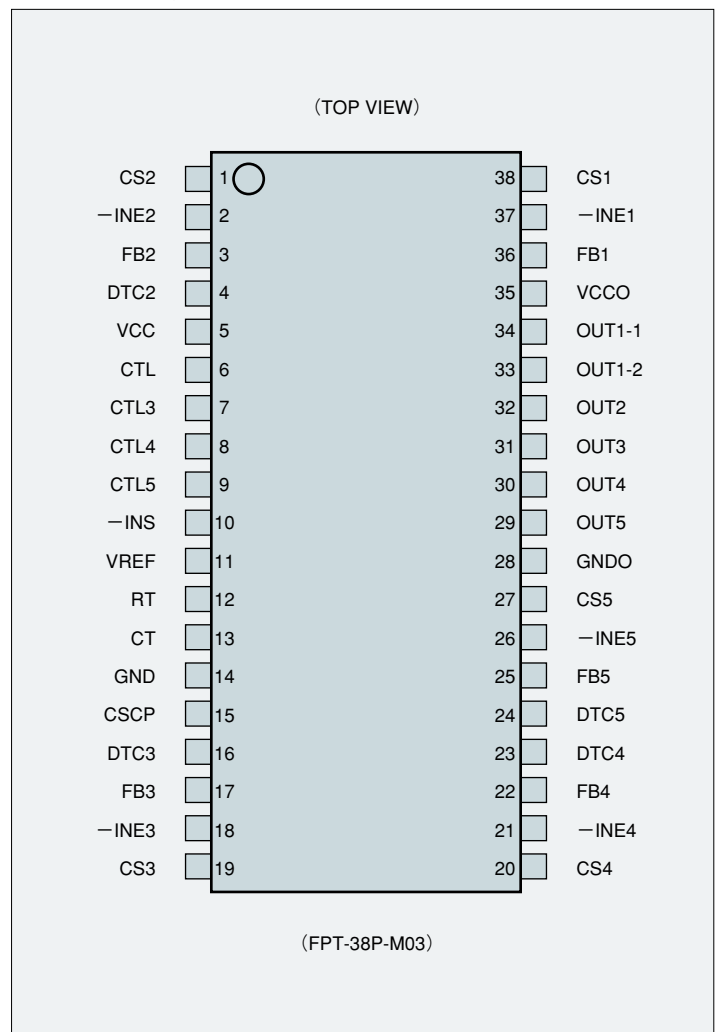 (TOP VIEW)
CS2 1 38 CS1
−INE2 2 37 −INE1
FB2 3 36 FB1
DTC2 4 35 VCCO
VCC 5 34 OUT1-1
CTL 6 33 OUT1-2
CTL3 7 32 OUT2
CTL4 8 31 OUT3
CTL5 9 30 OUT4
−INS 10 29 OUT5
VREF 11 28 GNDO
RT 12 27 CS5
CT 13 26 −INE5
GND 14 25 FB5
CSCP 15 24 DTC5
DTC3 16 23 DTC4
FB3 17 22 FB4
−INE3 18 21 −INE4
CS3 19 20 CS4
(FPT-38P-M03)